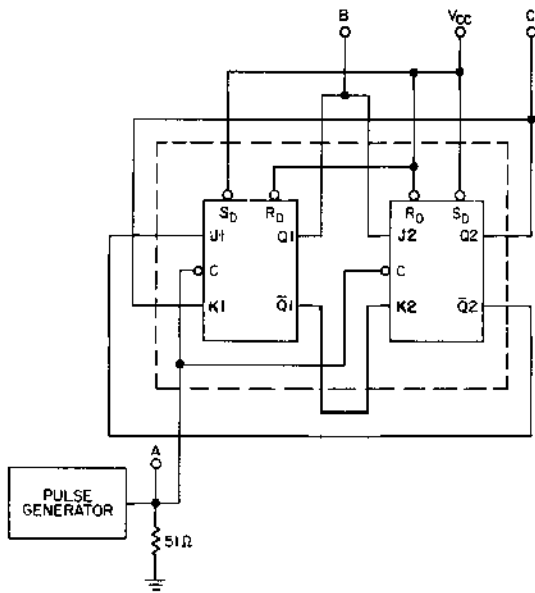 B
VCC
C
SD
RD
RD
SD
J1
Q1
J2
Q2
C
C
K1
Q̅1
K2
Q̅2
A
PULSE
GENERATOR
51Ω